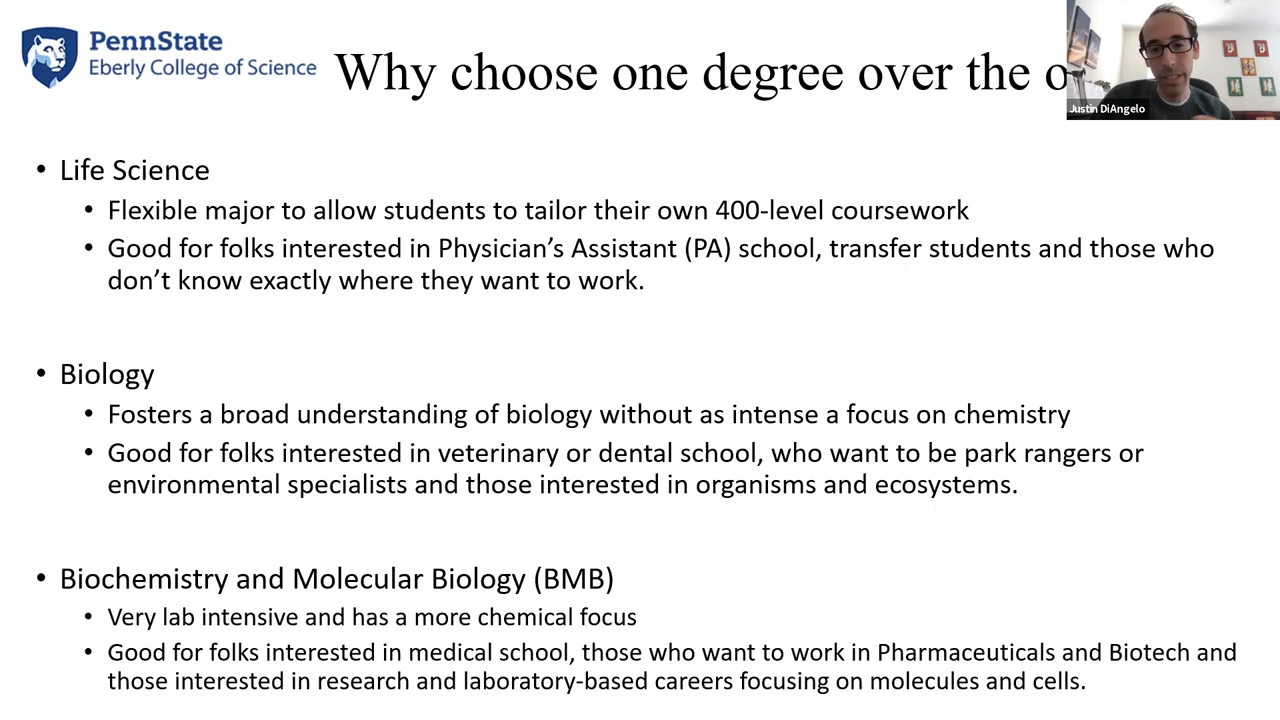 PennState
Eberly College of Science
Why choose one degree over the o
Justin DiAngelo
• Life Science
• Flexible major to allow students to tailor their own 400-level coursework
• Good for folks interested in Physician’s Assistant (PA) school, transfer students and those who
don’t know exactly where they want to work.
• Biology
• Fosters a broad understanding of biology without as intense a focus on chemistry
• Good for folks interested in veterinary or dental school, who want to be park rangers or
environmental specialists and those interested in organisms and ecosystems.
• Biochemistry and Molecular Biology (BMB)
• Very lab intensive and has a more chemical focus
• Good for folks interested in medical school, those who want to work in Pharmaceuticals and Biotech and
those interested in research and laboratory-based careers focusing on molecules and cells.